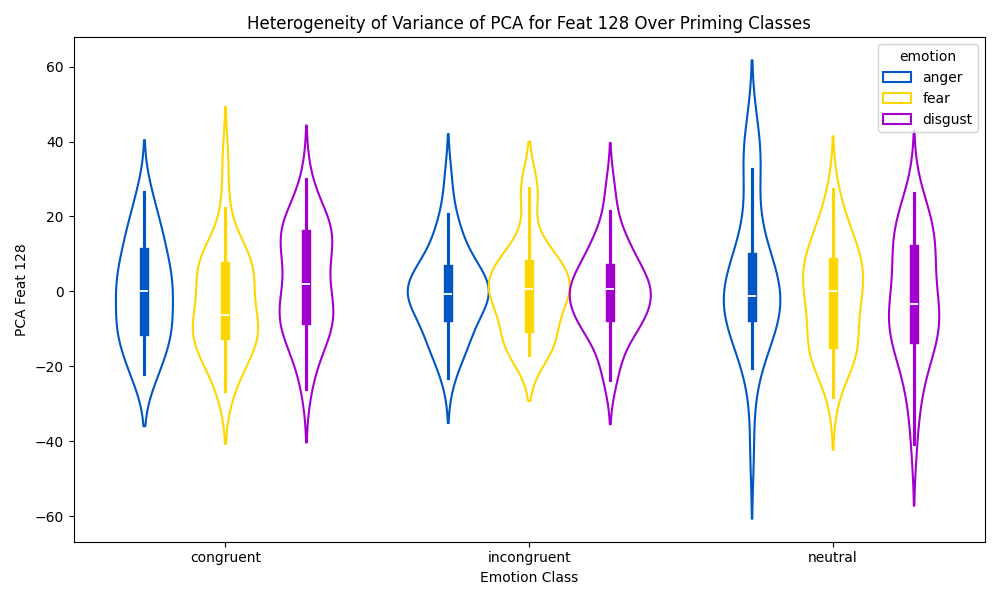 Heterogeneity of Variance of PCA for Feat 128 Over Priming Classes
emotion
anger
fear
disgust
PCA Feat 128
60
40
20
0
−20
−40
−60
congruent
incongruent
neutral
Emotion Class